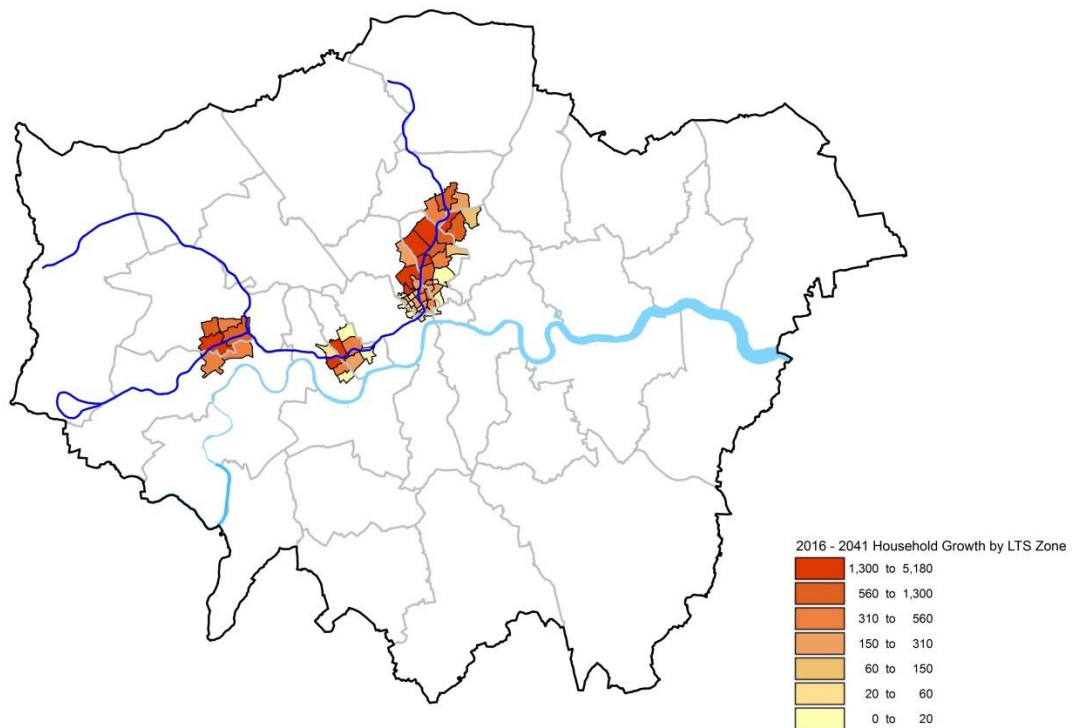 2016 - 2041 Household Growth by LTS Zone
1,300 to 5,180
560 to 1,300
310 to 560
150 to 310
60 to 150
20 to 60
0 to 20